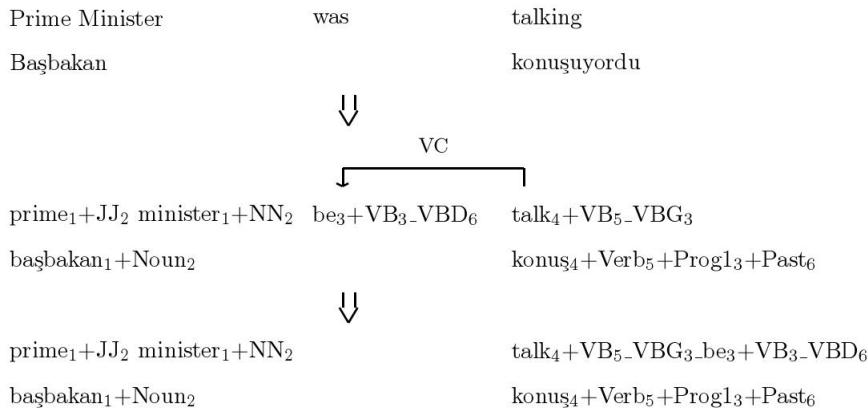 Prime Minister was talking
Başbakan konuşuyordu
VC
prime₁+JJ₂ minister₁+NN₂ be₃+VB₃_VBD₆ talk₄+VB₅_VBG₃
başbakan₁+Noun₂ konuş₄+Verb₅+Prog1₃+Past₆
prime₁+JJ₂ minister₁+NN₂ talk₄+VB₅_VBG₃_be₃+VB₃_VBD₆
başbakan₁+Noun₂ konuş₄+Verb₅+Prog1₃+Past₆